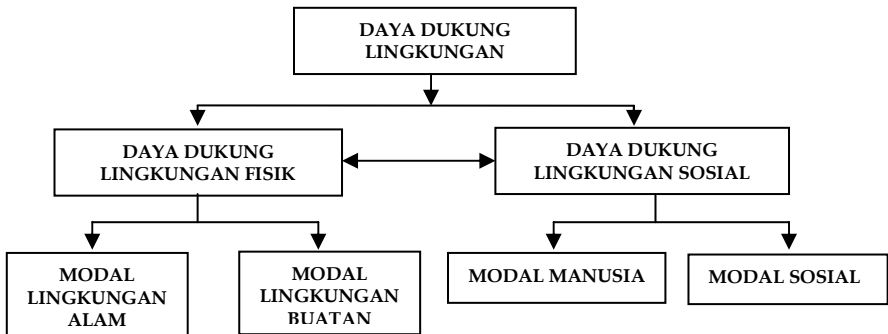 DAYA DUKUNG
LINGKUNGAN
DAYA DUKUNG
LINGKUNGAN FISIK
DAYA DUKUNG
LINGKUNGAN SOSIAL
MODAL
LINGKUNGAN
ALAM
MODAL
LINGKUNGAN
BUATAN
MODAL MANUSIA
MODAL SOSIAL